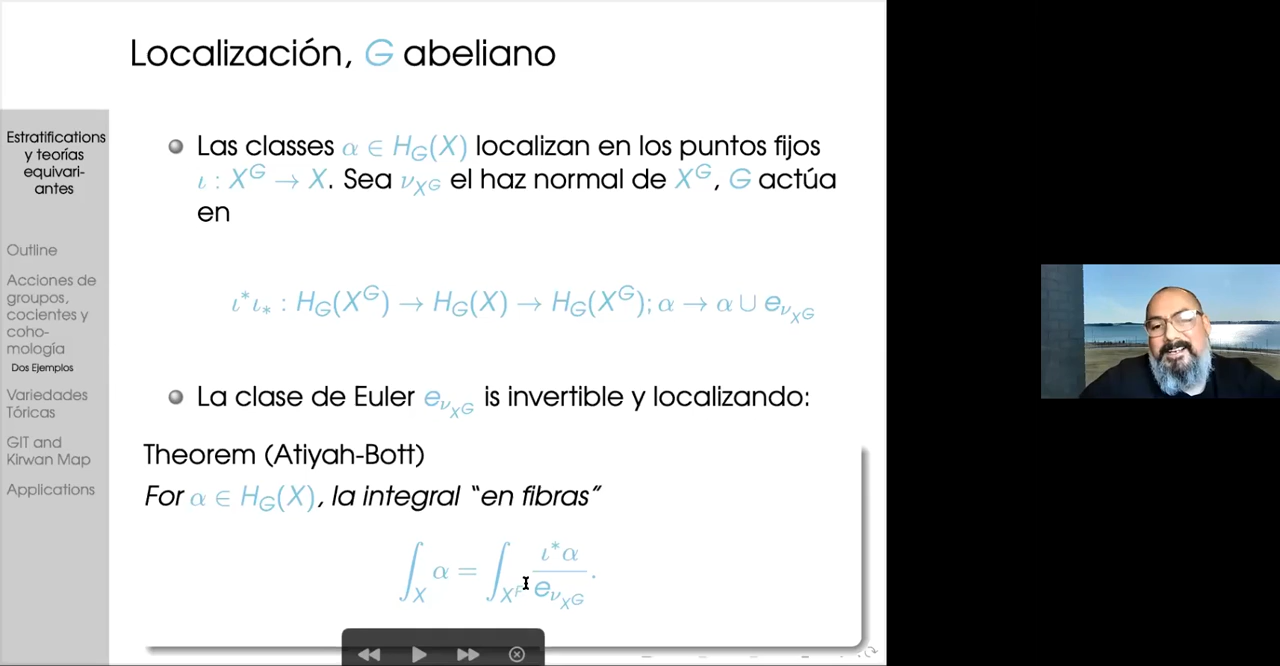 Localización, G abeliano
Estratifications
y teorías
equivari-
antes
Outline
Acciones de
grupos,
cocientes y
coho-
mología
Dos Ejemplos
Variedades
Tóricas
GIT and
Kirwan Map
Applications
Las classes α ∈ H_G(X) localizan en los puntos fijos
ι : X^G → X. Sea ν_{X^G} el haz normal de X^G, G actúa
en
ι*ι_* : H_G(X^G) → H_G(X) → H_G(X^G); α → α ∪ e_{ν_{X^G}}
La clase de Euler e_{ν_{X^G}} is invertible y localizando:
Theorem (Atiyah-Bott)
For α ∈ H_G(X), la integral “en fibras”
∫_X α = ∫_{X^F} ι*α / e_{ν_{X^G}}.